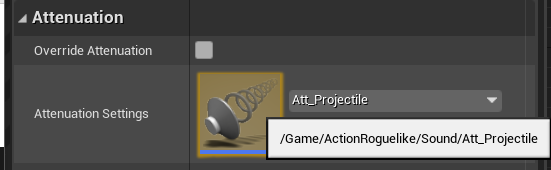 Attenuation
Override Attenuation
Attenuation Settings
Att_Projectile
/Game/ActionRoguelike/Sound/Att_Projectile